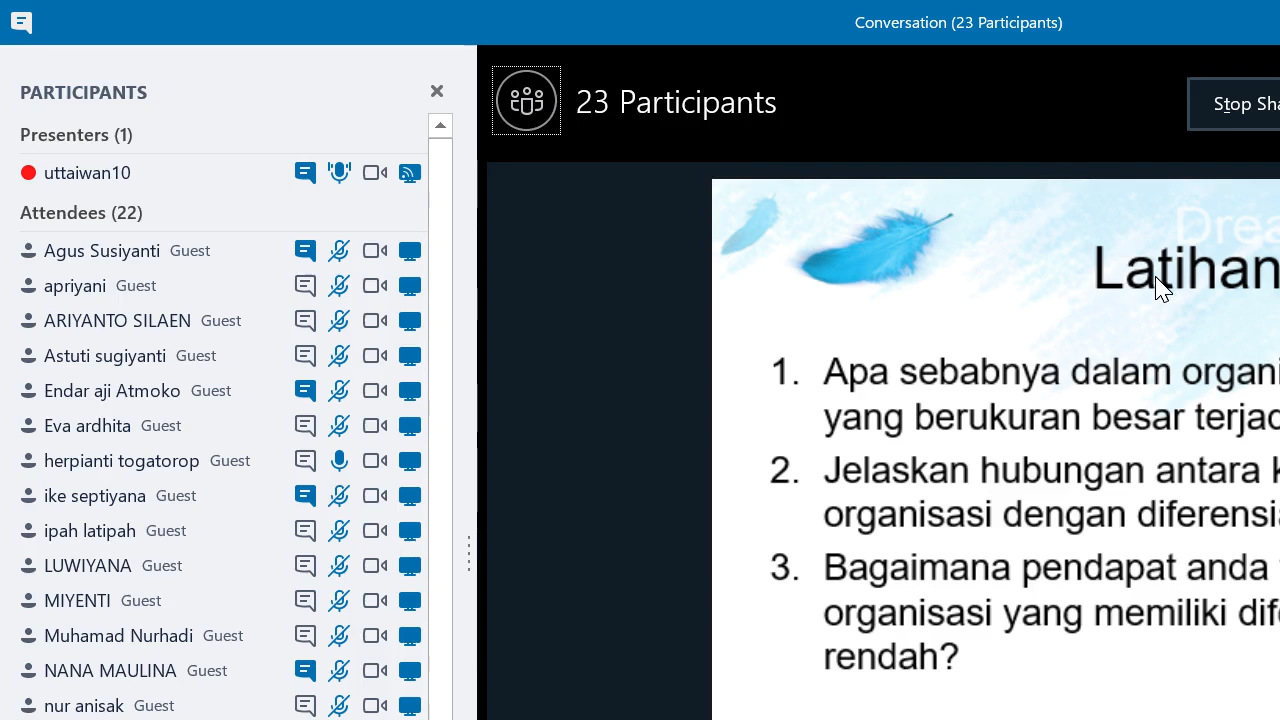 Conversation (23 Participants)
PARTICIPANTS
Presenters (1)
uttaiwan10
Attendees (22)
Agus Susiyanti Guest
apriyani Guest
ARIYANTO SILAEN Guest
Astuti sugiyanti Guest
Endar aji Atmoko Guest
Eva ardhita Guest
herpianti togatorop Guest
ike septiyana Guest
ipah latipah Guest
LUWIYANA Guest
MIYENTI Guest
Muhamad Nurhadi Guest
NANA MAULINA Guest
nur anisak Guest
23 Participants
Stop Sha
Drea
Latihan
1. Apa sebabnya dalam organi
yang berukuran besar terjad
2. Jelaskan hubungan antara k
organisasi dengan diferensia
3. Bagaimana pendapat anda
organisasi yang memiliki dife
rendah?